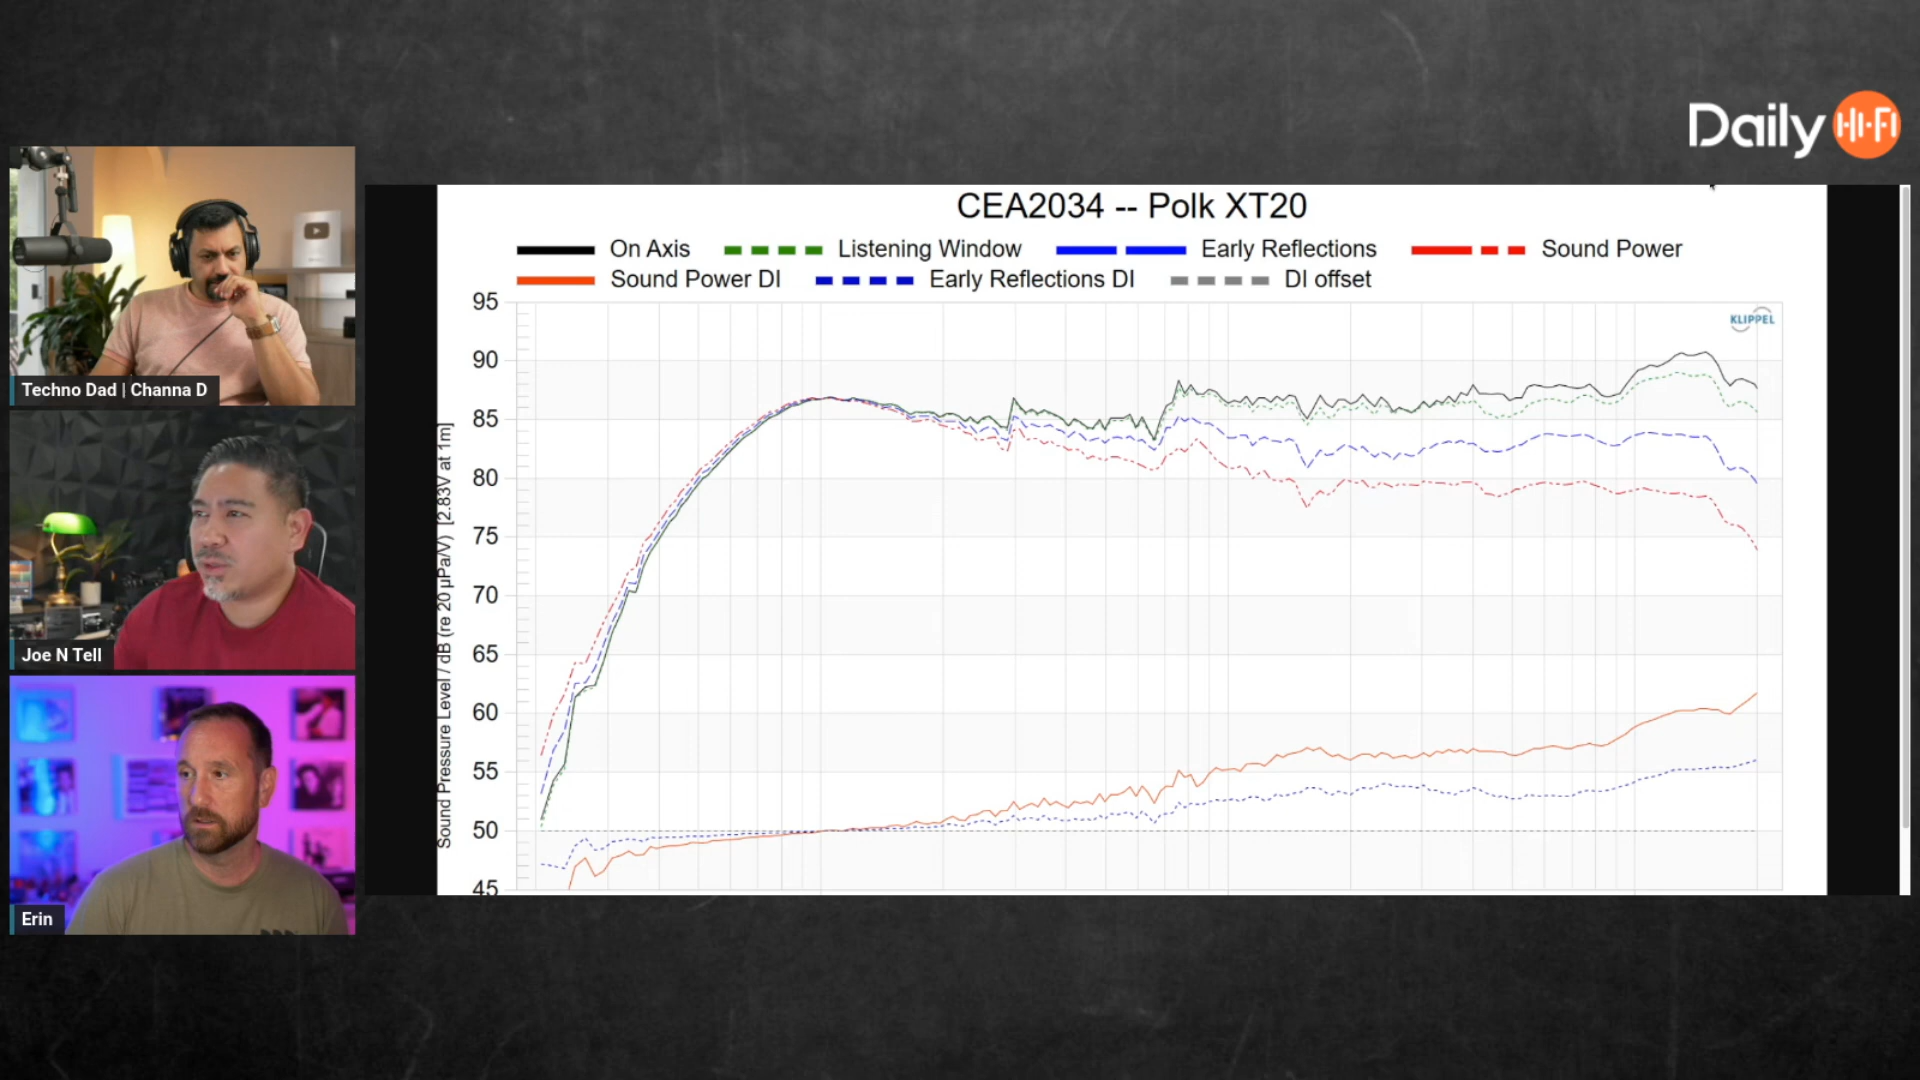 Daily HI-FI
Techno Dad | Channa D
Joe N Tell
Erin
CEA2034 -- Polk XT20
On Axis Listening Window Early Reflections Sound Power
Sound Power DI Early Reflections DI DI offset
KLIPPEL
Sound Pressure Level / dB (re 20 µPa/V) [2.83V at 1m]
95
90
85
80
75
70
65
60
55
50
45